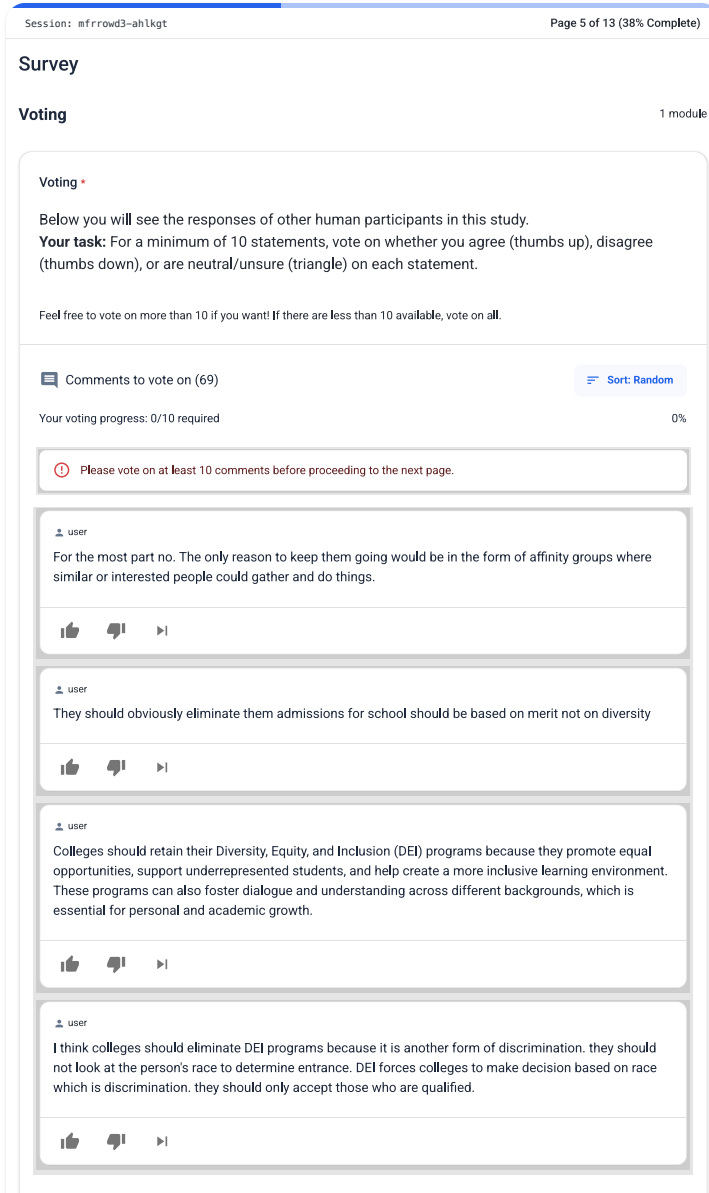 Session: mfrrowd3-ahlkgt
Page 5 of 13 (38% Complete)
Survey
Voting
1 module
Voting *
Below you will see the responses of other human participants in this study.
Your task: For a minimum of 10 statements, vote on whether you agree (thumbs up), disagree
(thumbs down), or are neutral/unsure (triangle) on each statement.
Feel free to vote on more than 10 if you want! If there are less than 10 available, vote on all.
Comments to vote on (69)
Sort: Random
Your voting progress: 0/10 required
0%
Please vote on at least 10 comments before proceeding to the next page.
user
For the most part no. The only reason to keep them going would be in the form of affinity groups where
similar or interested people could gather and do things.
user
They should obviously eliminate them admissions for school should be based on merit not on diversity
user
Colleges should retain their Diversity, Equity, and Inclusion (DEI) programs because they promote equal
opportunities, support underrepresented students, and help create a more inclusive learning environment.
These programs can also foster dialogue and understanding across different backgrounds, which is
essential for personal and academic growth.
user
I think colleges should eliminate DEI programs because it is another form of discrimination. they should
not look at the person's race to determine entrance. DEI forces colleges to make decision based on race
which is discrimination. they should only accept those who are qualified.